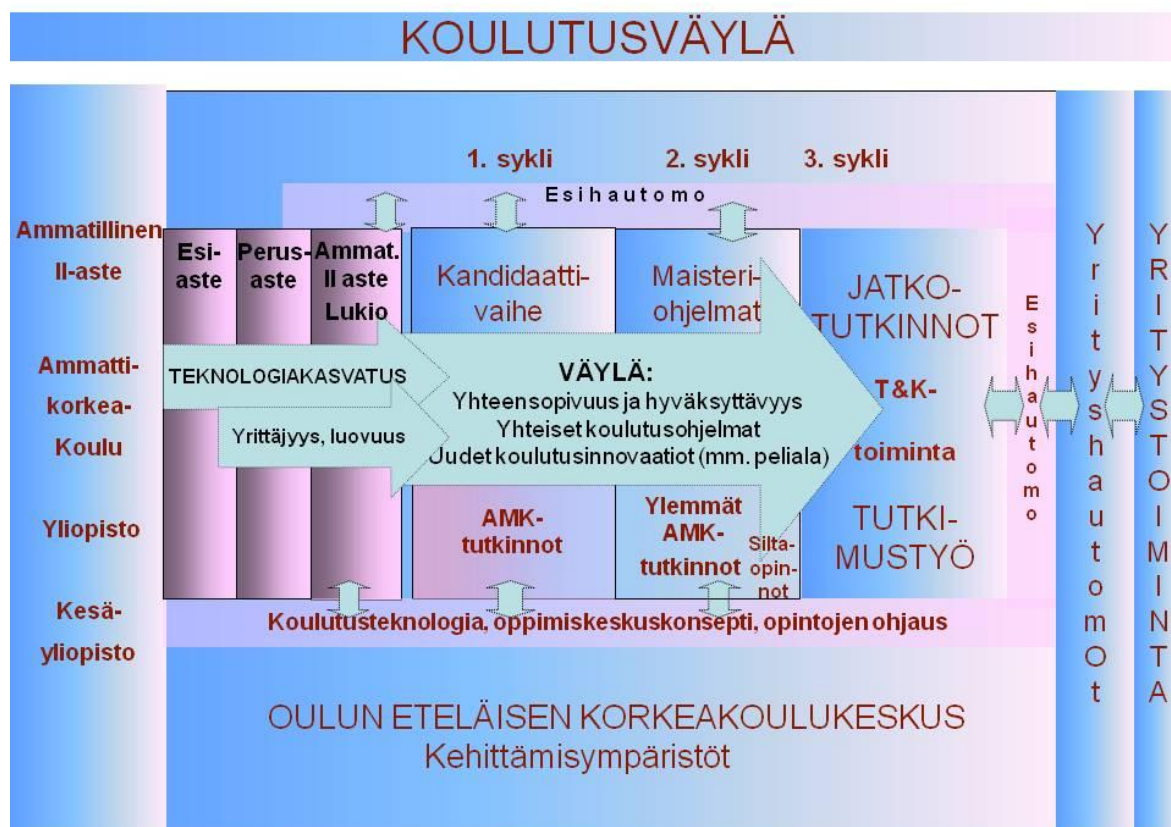 KOULUTUSVÄYLÄ
1. sykli
2. sykli
3. sykli
Esihautomo
Ammatillinen
II-aste
Ammatti-
korkea-
Koulu
Yliopisto
Kesä-
yliopisto
Esi-
aste
Perus-
aste
Ammat.
II aste
Lukio
Kandidaatti-
vaihe
Maisteri-
ohjelmat
JATKO-
TUTKINNOT
TEKNOLOGIAKASVATUS
Yrittäjyys, luovuus
VÄYLÄ:
Yhteensopivuus ja hyväksyttävyys
Yhteiset koulutusohjelmat
Uudet koulutusinnovaatiot (mm. peliala)
T&K-
toiminta
AMK-
tutkinnot
Ylemmät
AMK-
tutkinnot
Silta-
opin-
not
TUTKI-
MUSTYÖ
Esihautomo
YrityshautomOt
YRITYSTOIMINTA
Koulutusteknologia, oppimiskeskuskonsepti, opintojen ohjaus
OULUN ETELÄISEN KORKEAKOULUKESKUS
Kehittämisympäristöt